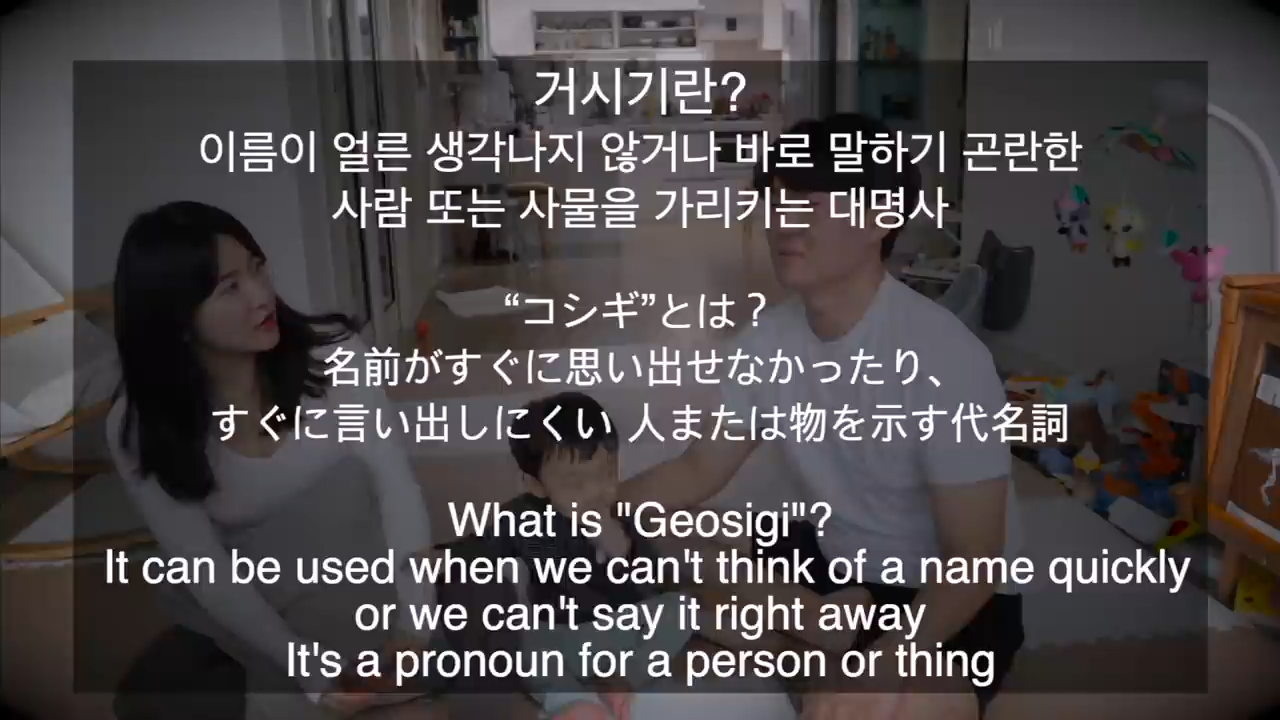 거시기란?
이름이 얼른 생각나지 않거나 바로 말하기 곤란한
사람 또는 사물을 가리키는 대명사
“コシギ”とは？
名前がすぐに思い出せなかったり、
すぐに言い出しにくい 人または物を示す代名詞
What is "Geosigi"?
It can be used when we can't think of a name quickly
or we can't say it right away
It's a pronoun for a person or thing